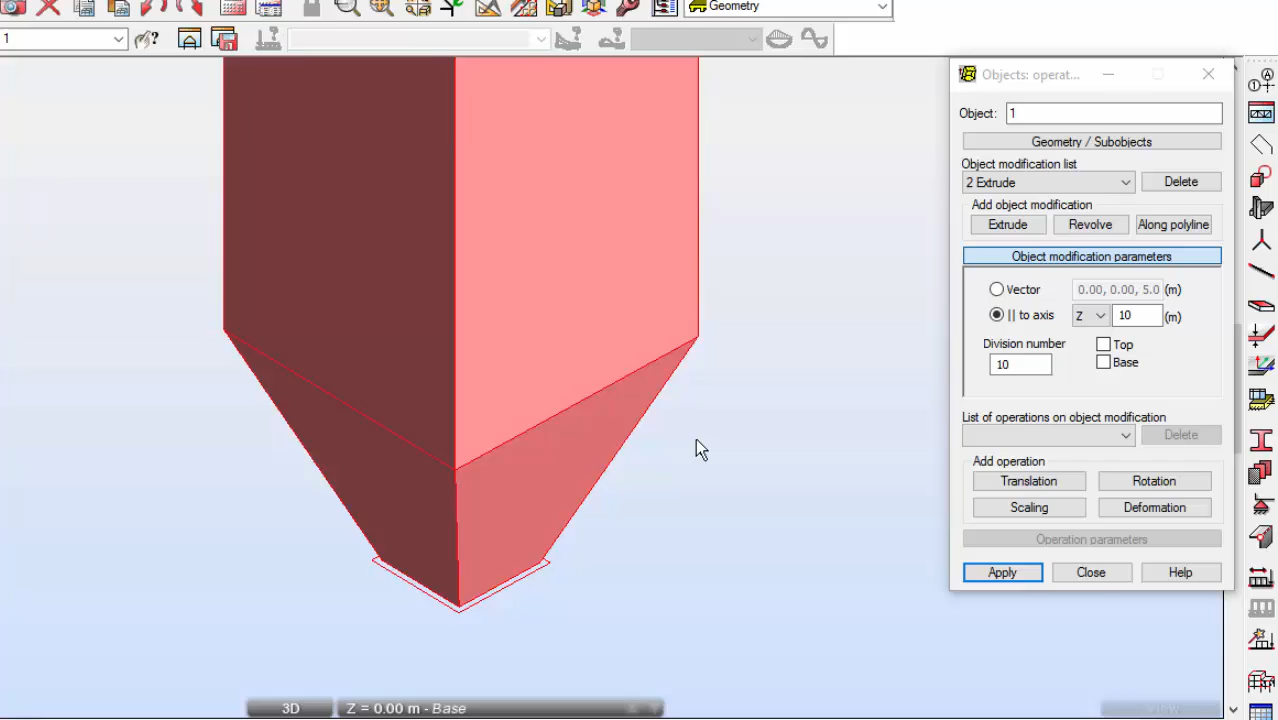 Geometry
1
Objects: operat...
Object: 1
Geometry / Subobjects
Object modification list
2 Extrude Delete
Add object modification
Extrude Revolve Along polyline
Object modification parameters
Vector 0.00, 0.00, 5.0 (m)
|| to axis Z 10 (m)
Division number Top
10 Base
List of operations on object modification
Delete
Add operation
Translation Rotation
Scaling Deformation
Operation parameters
Apply Close Help
3D Z = 0.00 m - Base
View